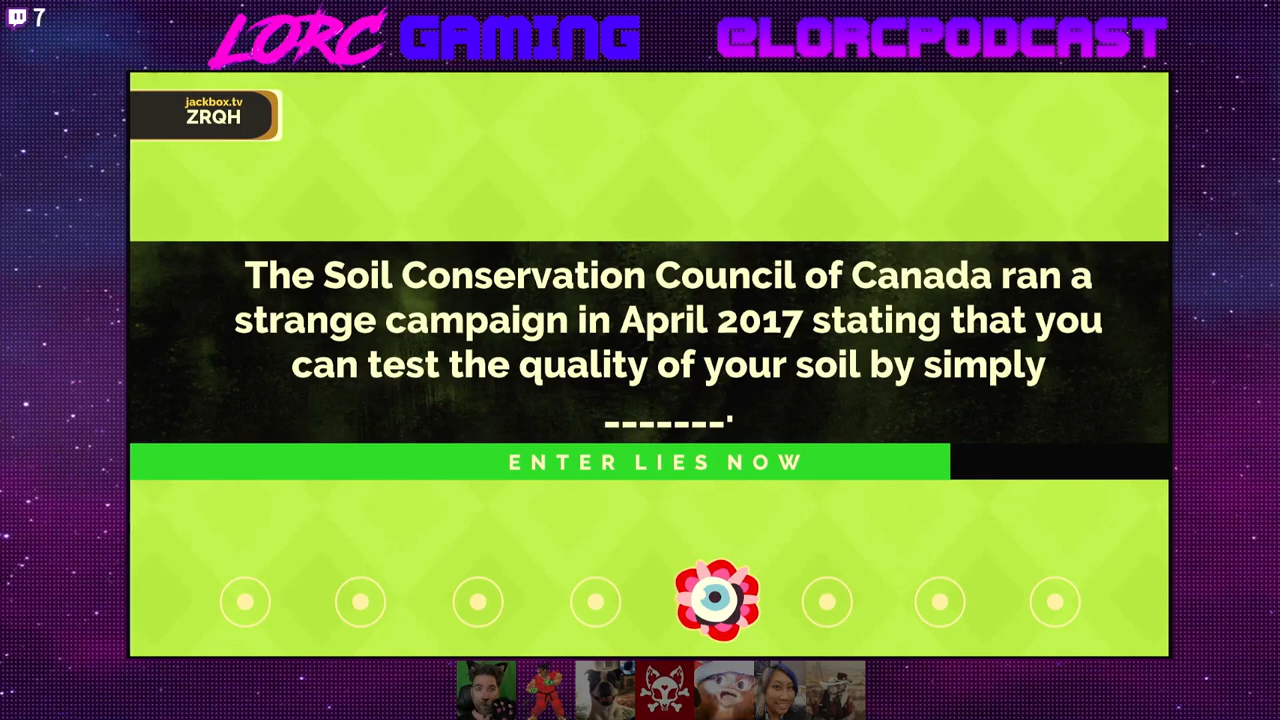 7
LORC GAMING
@LORCPODCAST
jackbox.tv
ZRQH
The Soil Conservation Council of Canada ran a
strange campaign in April 2017 stating that you
can test the quality of your soil by simply
_______.
ENTER LIES NOW